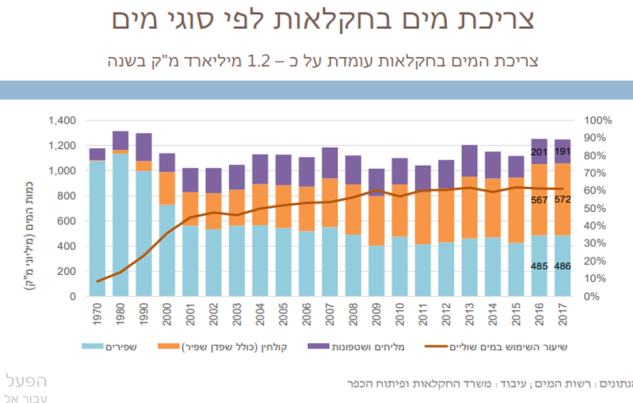 צריכת מים בחקלאות לפי סוגי מים
צריכת המים בחקלאות עומדת על כ – 1.2 מיליארד מ"ק בשנה
כמות המים (מיליוני מ"ק)
1,400
1,200
1,000
800
600
400
200
0
100%
90%
80%
70%
60%
50%
40%
30%
20%
10%
0%
201 191
567 572
485 486
1970 1980 1990 2000 2001 2002 2003 2004 2005 2006 2007 2008 2009 2010 2011 2012 2013 2014 2015 2016 2017
שיעור השימוש במים שוליים
מליחים ושטפונות
קולחין (כולל שפדן שפיר)
שפירים
נתונים : רשות המים ; עיבוד : משרד החקלאות ופיתוח הכפר
הפעל
עבור אל